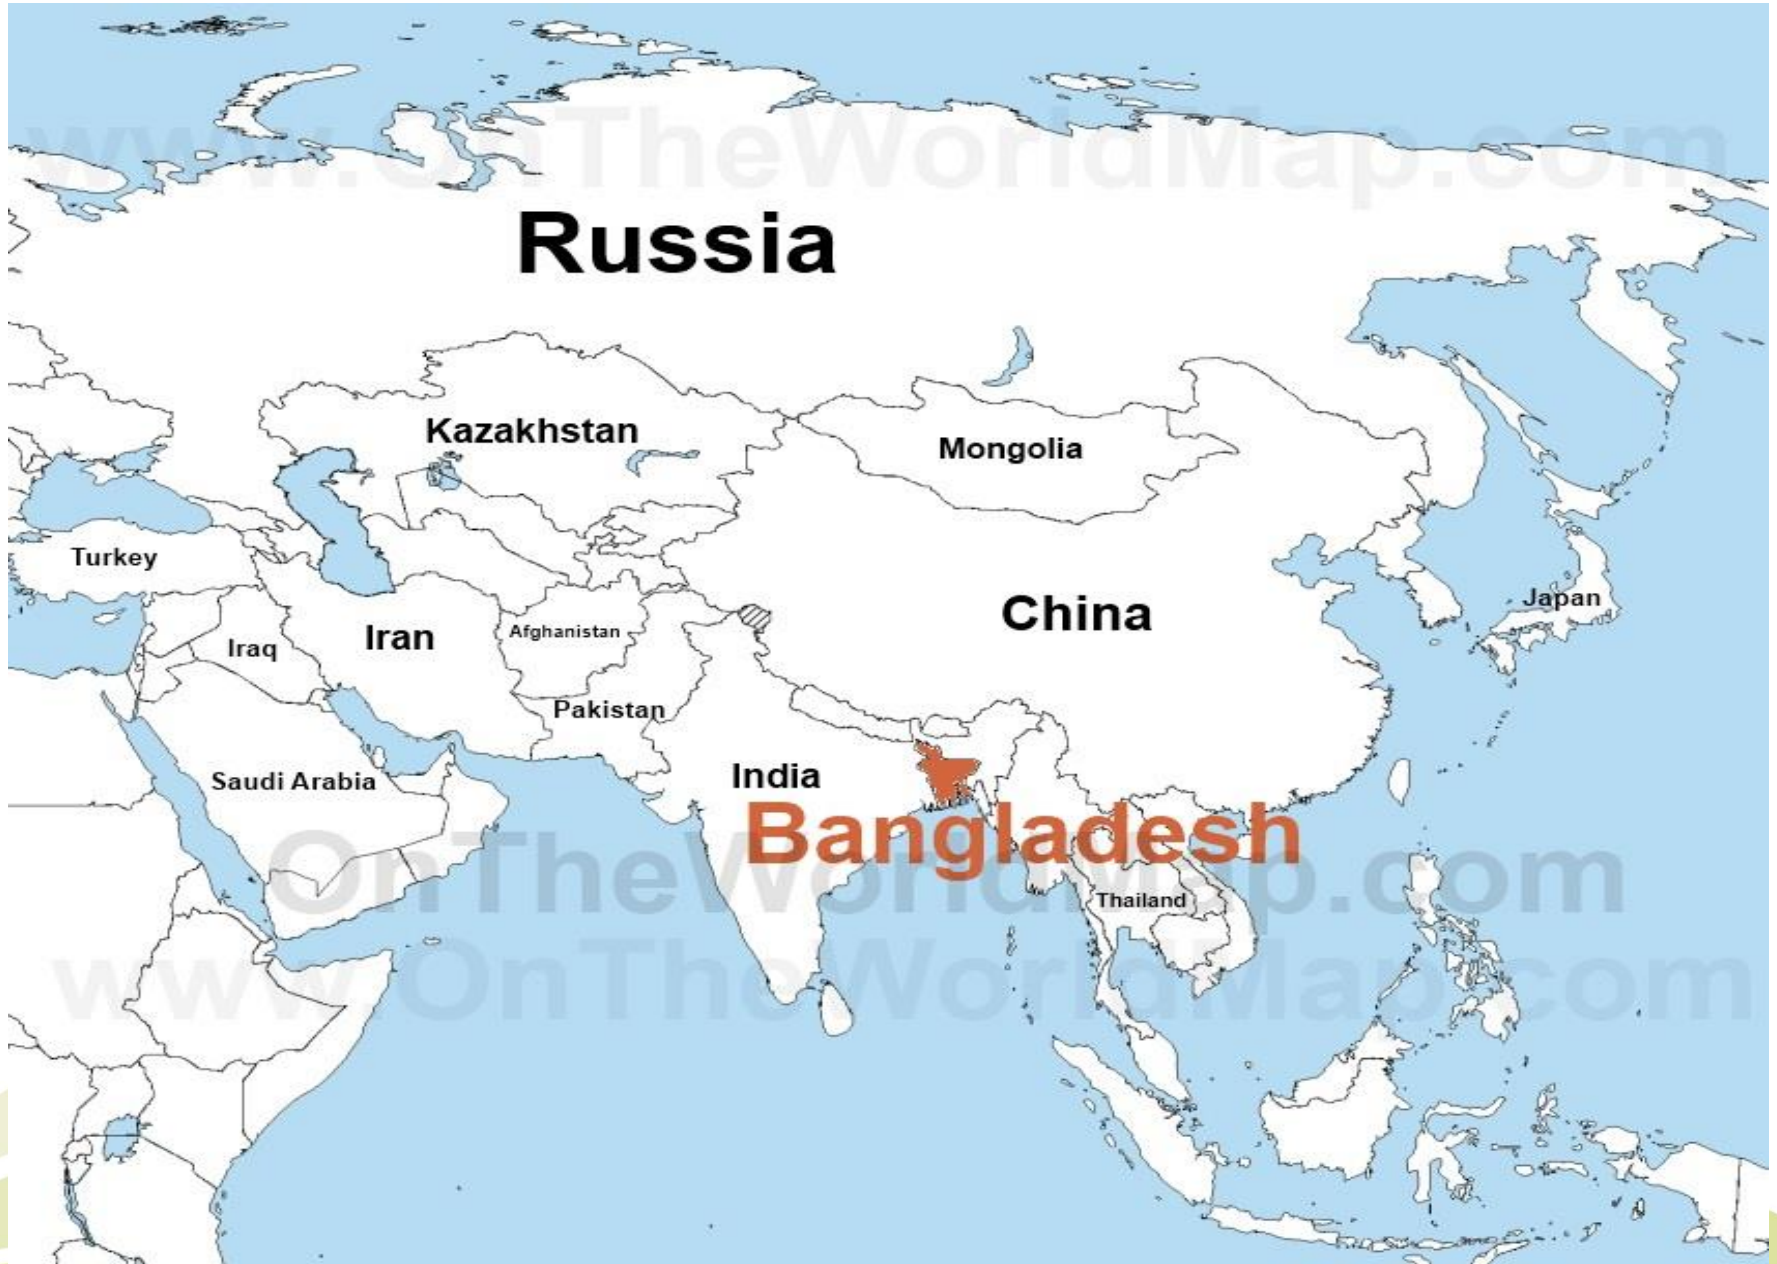 www.OnTheWorldMap.com
Russia
Kazakhstan
Mongolia
Turkey
China
Japan
Iraq
Iran
Afghanistan
Pakistan
India
Saudi Arabia
Bangladesh
OnTheWorldMap.com
Thailand
www.OnTheWorldMap.com